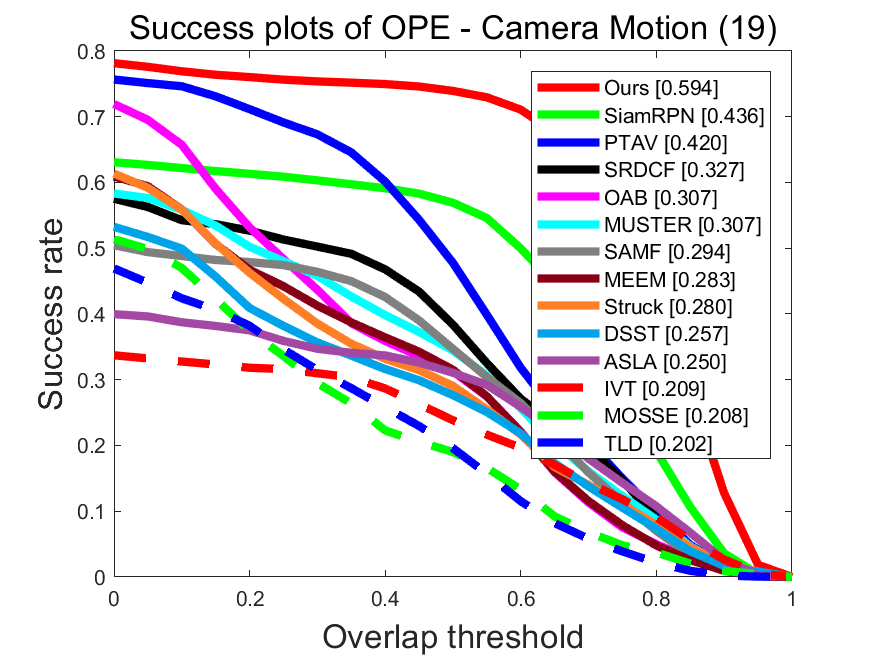 Success plots of OPE - Camera Motion (19)
Success rate
0.8
0.7
0.6
0.5
0.4
0.3
0.2
0.1
0
Ours [0.594]
SiamRPN [0.436]
PTAV [0.420]
SRDCF [0.327]
OAB [0.307]
MUSTER [0.307]
SAMF [0.294]
MEEM [0.283]
Struck [0.280]
DSST [0.257]
ASLA [0.250]
IVT [0.209]
MOSSE [0.208]
TLD [0.202]
0 0.2 0.4 0.6 0.8 1
Overlap threshold